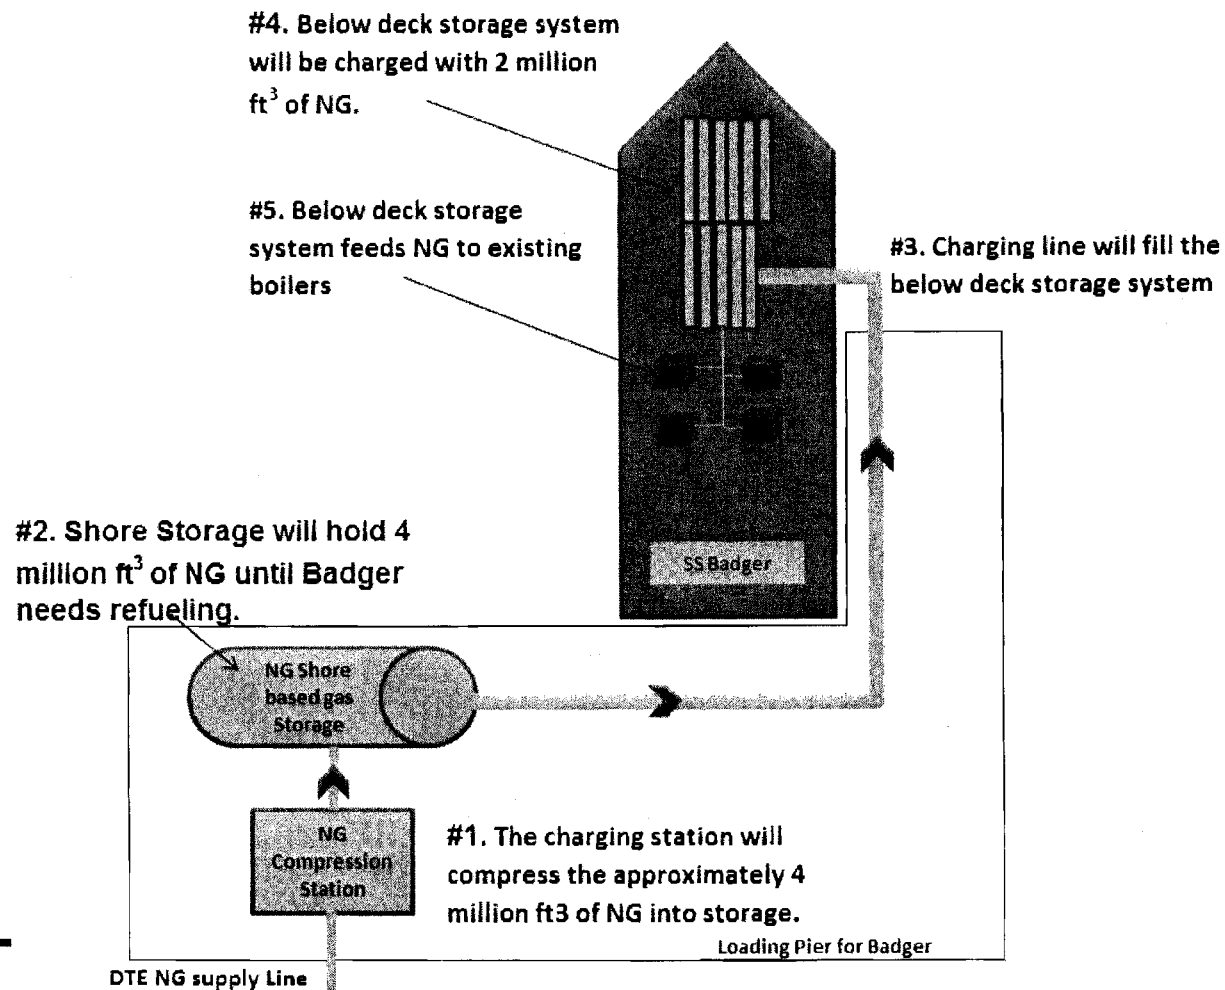 #4. Below deck storage system
will be charged with 2 million
ft³ of NG.
#5. Below deck storage
system feeds NG to existing
boilers
#3. Charging line will fill the
below deck storage system
SS Badger
#2. Shore Storage will hold 4
million ft³ of NG until Badger
needs refueling.
NG Shore
based gas
Storage
NG
Compression
Station
#1. The charging station will
compress the approximately 4
million ft3 of NG into storage.
Loading Pier for Badger
DTE NG supply Line